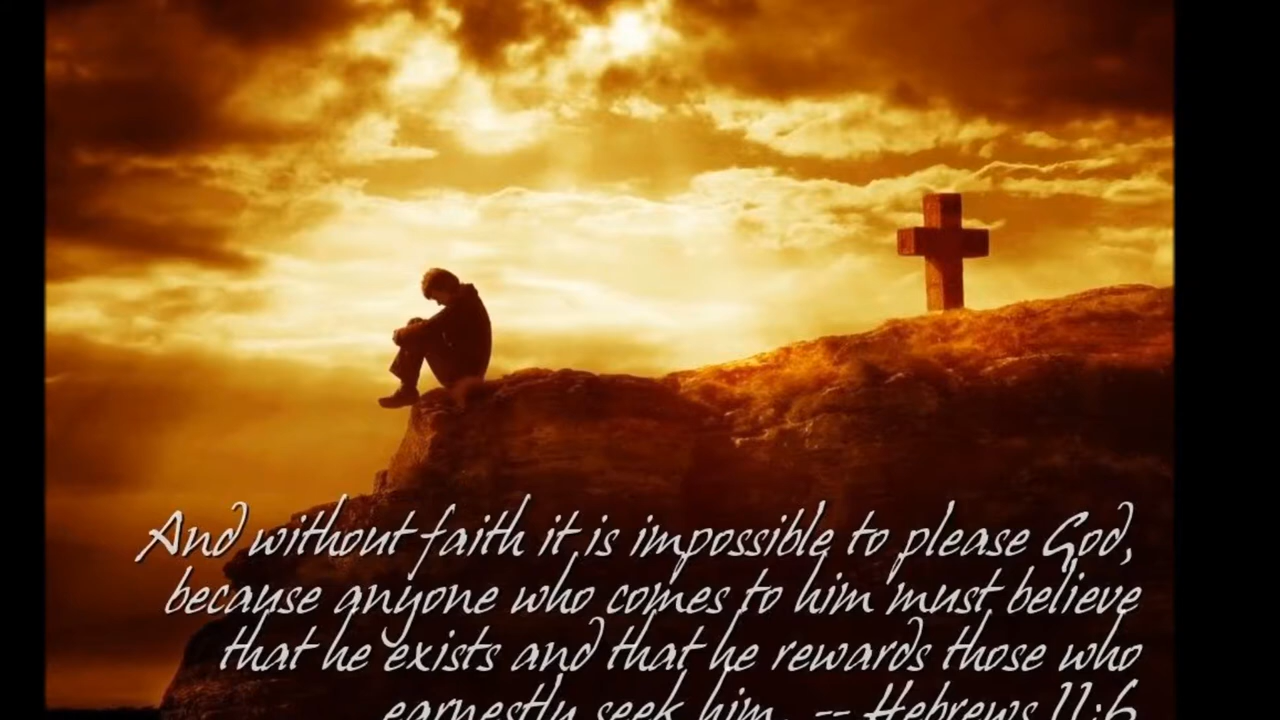 And without faith it is impossible to please God,
because anyone who comes to him must believe
that he exists and that he rewards those who
earnestly seek him. -- Hebrews 11:6